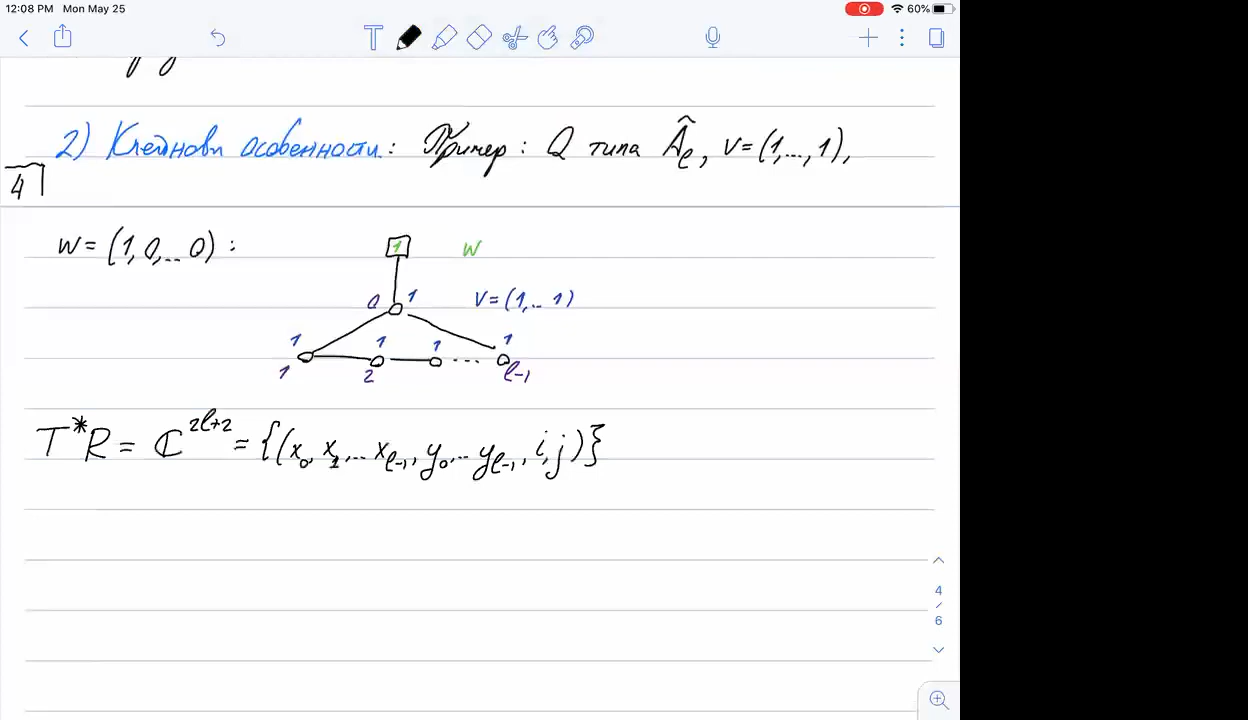 12:08 PM Mon May 25
60%
2) Клейновы особенности: Пример: Q типа Â_ℓ, v=(1,...,1),
4
w=(1,0,...0):
1 w
0 1 v=(1,..1)
1 1 1 1
1 2 ... ℓ-1
T*R = ℂ^{2ℓ+2} = {(x_0, x_1,...x_{ℓ-1}, y_0...y_{ℓ-1}, i,j)}
4
/
6